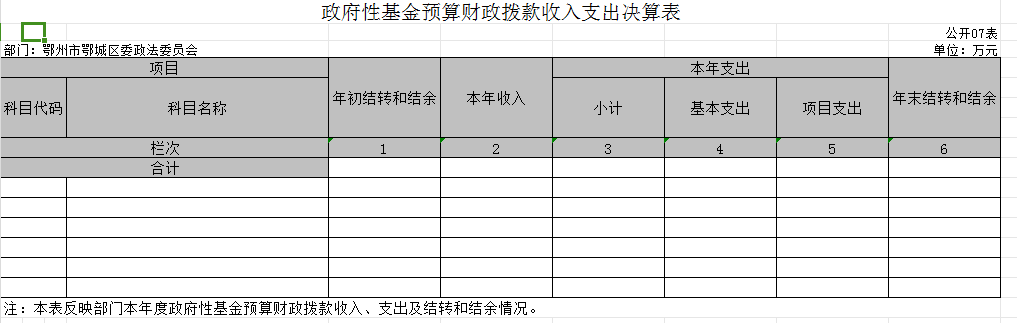 政府性基金预算财政拨款收入支出决算表
公开07表
部门：鄂州市鄂城区委政法委员会 单位：万元
项目 年初结转和结余 本年收入 本年支出 年末结转和结余
科目代码 科目名称 小计 基本支出 项目支出
栏次 1 2 3 4 5 6
合计
注：本表反映部门本年度政府性基金预算财政拨款收入、支出及结转和结余情况。